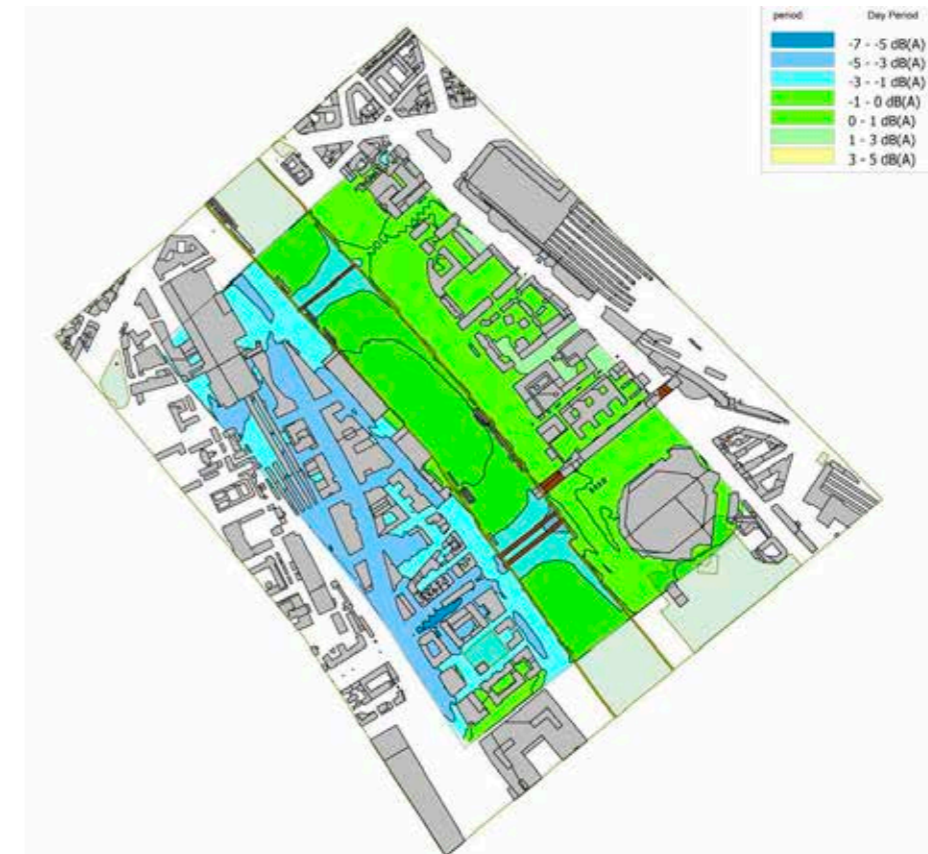 period: Day Period
-7 - -5 dB(A)
-5 - -3 dB(A)
-3 - -1 dB(A)
-1 - 0 dB(A)
0 - 1 dB(A)
1 - 3 dB(A)
3 - 5 dB(A)